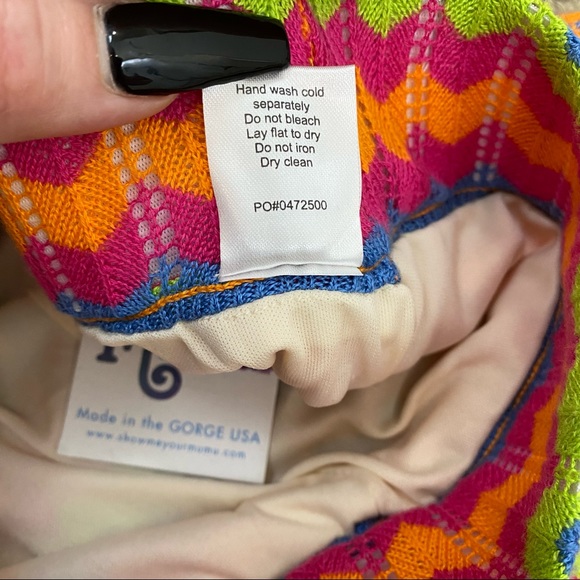 Hand wash cold
separately
Do not bleach
Lay flat to dry
Do not iron
Dry clean
PO#0472500
Made in the GORGE USA
www.showmeyourmumu.com